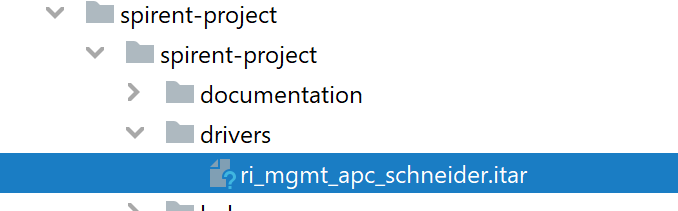 spirent-project
spirent-project
documentation
drivers
ri_mgmt_apc_schneider.itar